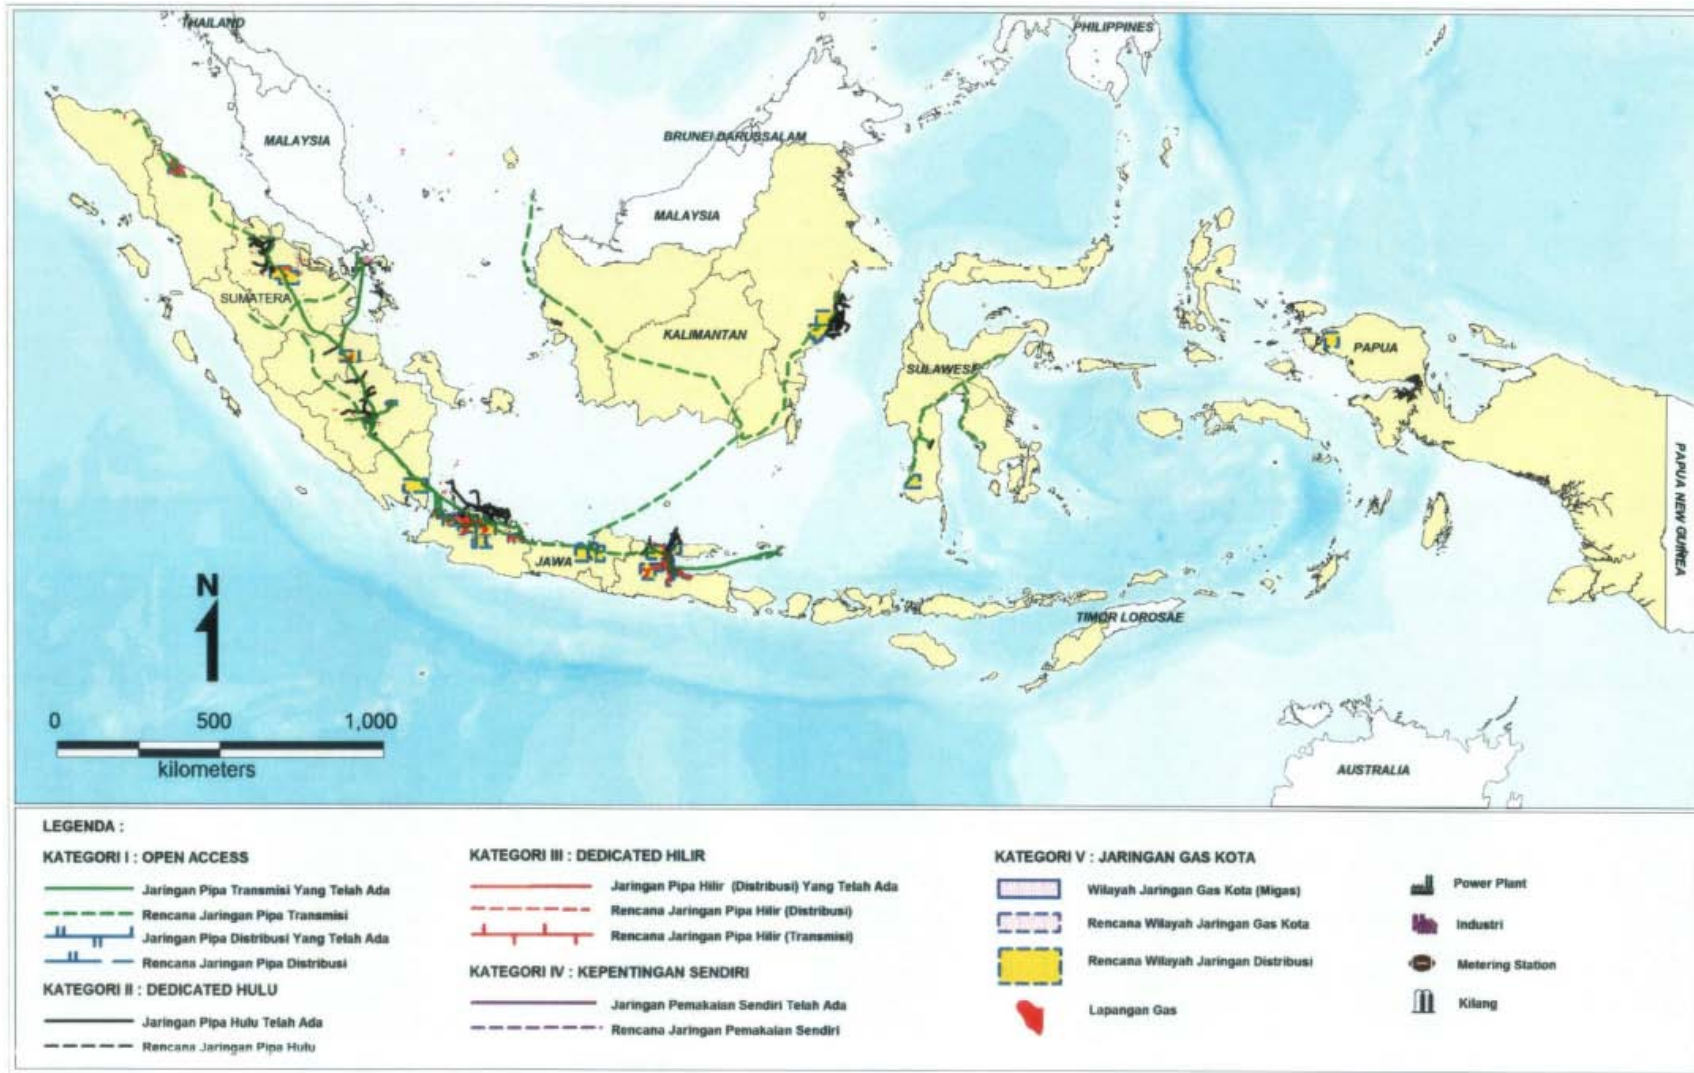 THAILAND
PHILIPPINES
MALAYSIA
BRUNEI DARUSSALAM
MALAYSIA
SUMATERA
KALIMANTAN
SULAWESI
PAPUA
PAPUA NEW GUINEA
JAWA
TIMOR LOROSAE
AUSTRALIA
N
0 500 1,000
kilometers
LEGENDA :
KATEGORI I : OPEN ACCESS
Jaringan Pipa Transmisi Yang Telah Ada
Rencana Jaringan Pipa Transmisi
Jaringan Pipa Distribusi Yang Telah Ada
Rencana Jaringan Pipa Distribusi
KATEGORI II : DEDICATED HULU
Jaringan Pipa Hulu Telah Ada
Rencana Jaringan Pipa Hulu
KATEGORI III : DEDICATED HILIR
Jaringan Pipa Hilir (Distribusi) Yang Telah Ada
Rencana Jaringan Pipa Hilir (Distribusi)
Rencana Jaringan Pipa Hilir (Transmisi)
KATEGORI IV : KEPENTINGAN SENDIRI
Jaringan Pemakaian Sendiri Telah Ada
Rencana Jaringan Pemakaian Sendiri
KATEGORI V : JARINGAN GAS KOTA
Wilayah Jaringan Gas Kota (Migas)
Rencana Wilayah Jaringan Gas Kota
Rencana Wilayah Jaringan Distribusi
Lapangan Gas
Power Plant
Industri
Metering Station
Kilang